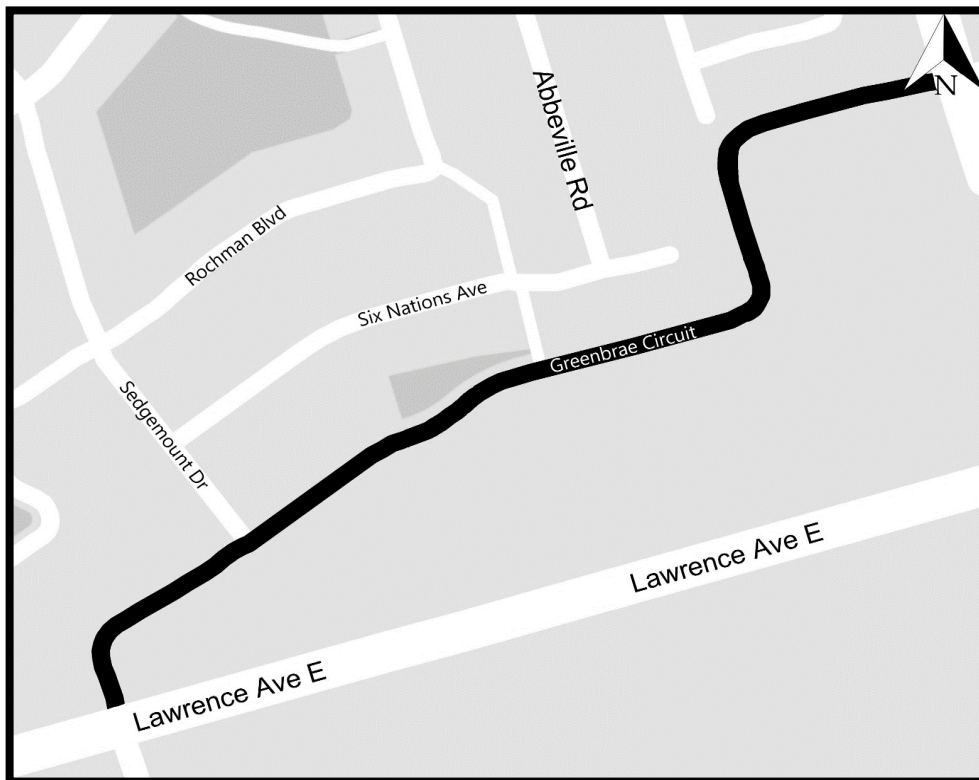 N
Abbeville Rd
Rochman Blvd
Six Nations Ave
Greenbrae Circuit
Sedgemount Dr
Lawrence Ave E
Lawrence Ave E